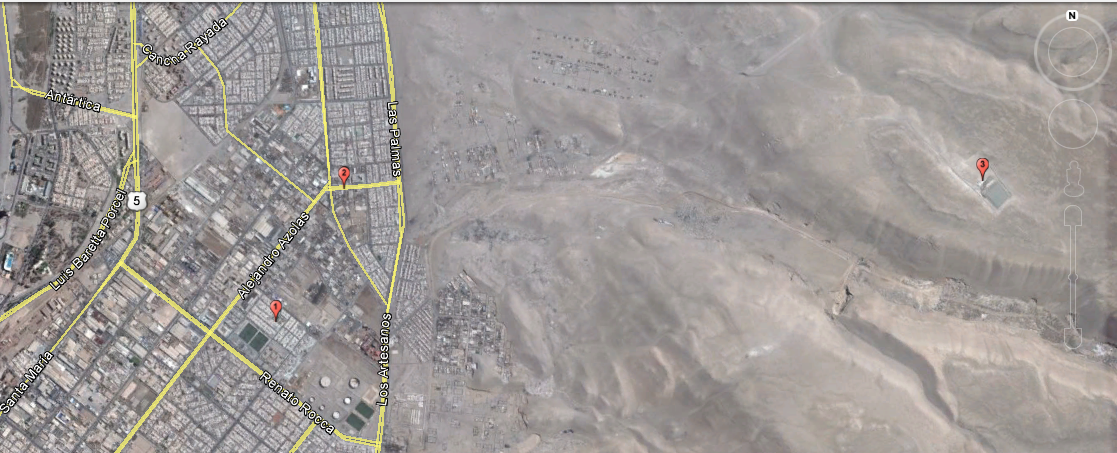 N
Cancha Rayada
Antártica
Las Palmas
2
3
5
Luis Baretta Porcel
Alejandro Azolas
1
Los Artesanos
Santa María
Renato Rocca